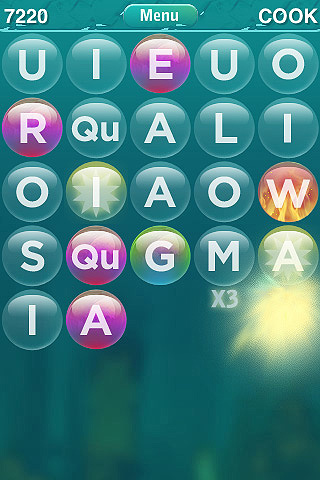 7220 Menu COOK
U I E U O
R Qu A L I
O I A O W
S Qu G M A
X3
I A